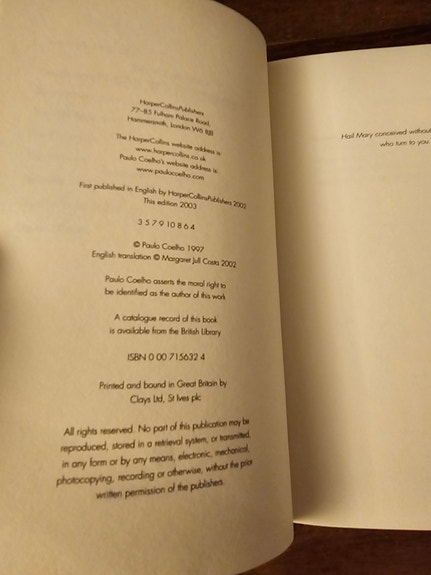 HarperCollinsPublishers
77–85 Fulham Palace Road,
Hammersmith, London W6 8JB
The HarperCollins website address is:
www.harpercollins.co.uk
Paulo Coelho's website address is:
www.paulocoelho.com
First published in English by HarperCollinsPublishers 2002
This edition 2003
3 5 7 9 10 8 6 4
© Paulo Coelho 1997
English translation © Margaret Jull Costa 2002
Paulo Coelho asserts the moral right to
be identified as the author of this work
A catalogue record of this book
is available from the British Library
ISBN 0 00 715632 4
Printed and bound in Great Britain by
Clays Ltd, St Ives plc
All rights reserved. No part of this publication may be
reproduced, stored in a retrieval system, or transmitted,
in any form or by any means, electronic, mechanical,
photocopying, recording or otherwise, without the prior
written permission of the publishers.
Hail Mary conceived without
who turn to you